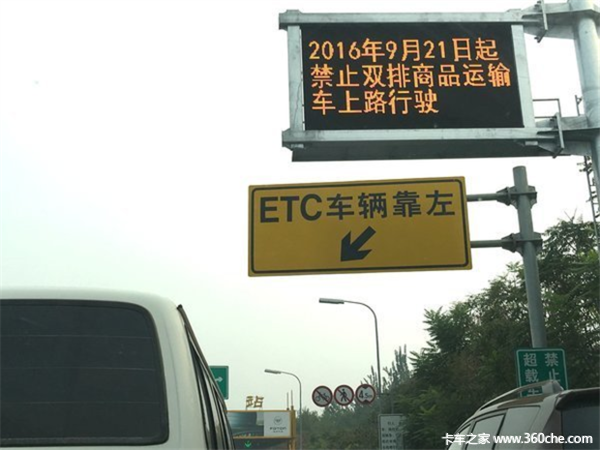 2016年9月21日起
禁止双排商品运输
车上路行驶
ETC车辆靠左
超 禁
载 止
站
卡车之家 www.360che.com